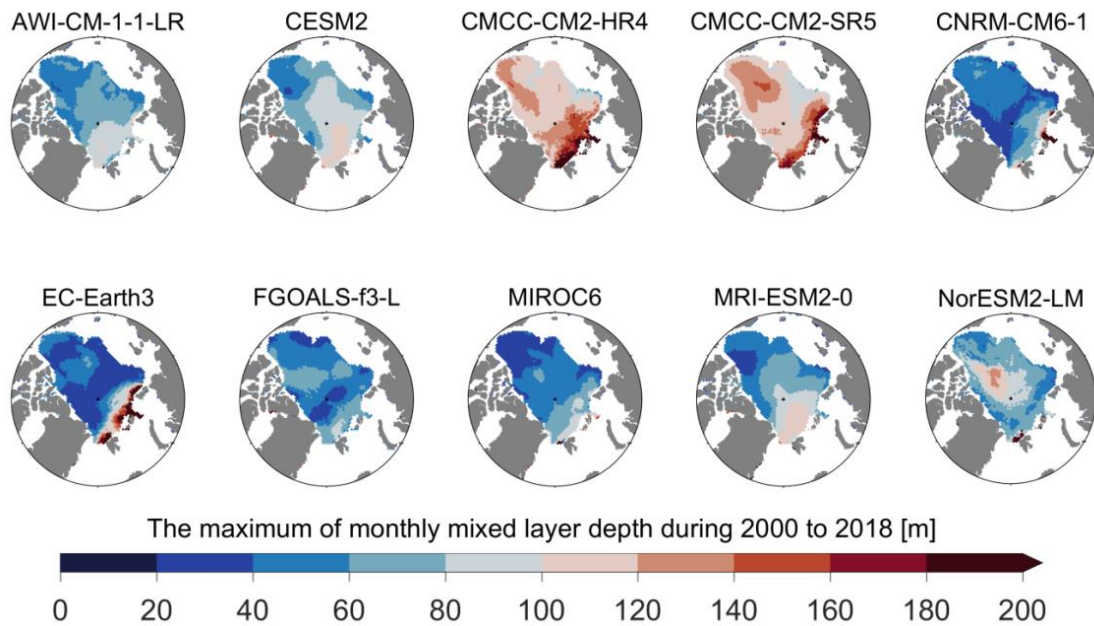 AWI-CM-1-1-LR CESM2 CMCC-CM2-HR4 CMCC-CM2-SR5 CNRM-CM6-1
EC-Earth3 FGOALS-f3-L MIROC6 MRI-ESM2-0 NorESM2-LM
The maximum of monthly mixed layer depth during 2000 to 2018 [m]
0 20 40 60 80 100 120 140 160 180 200